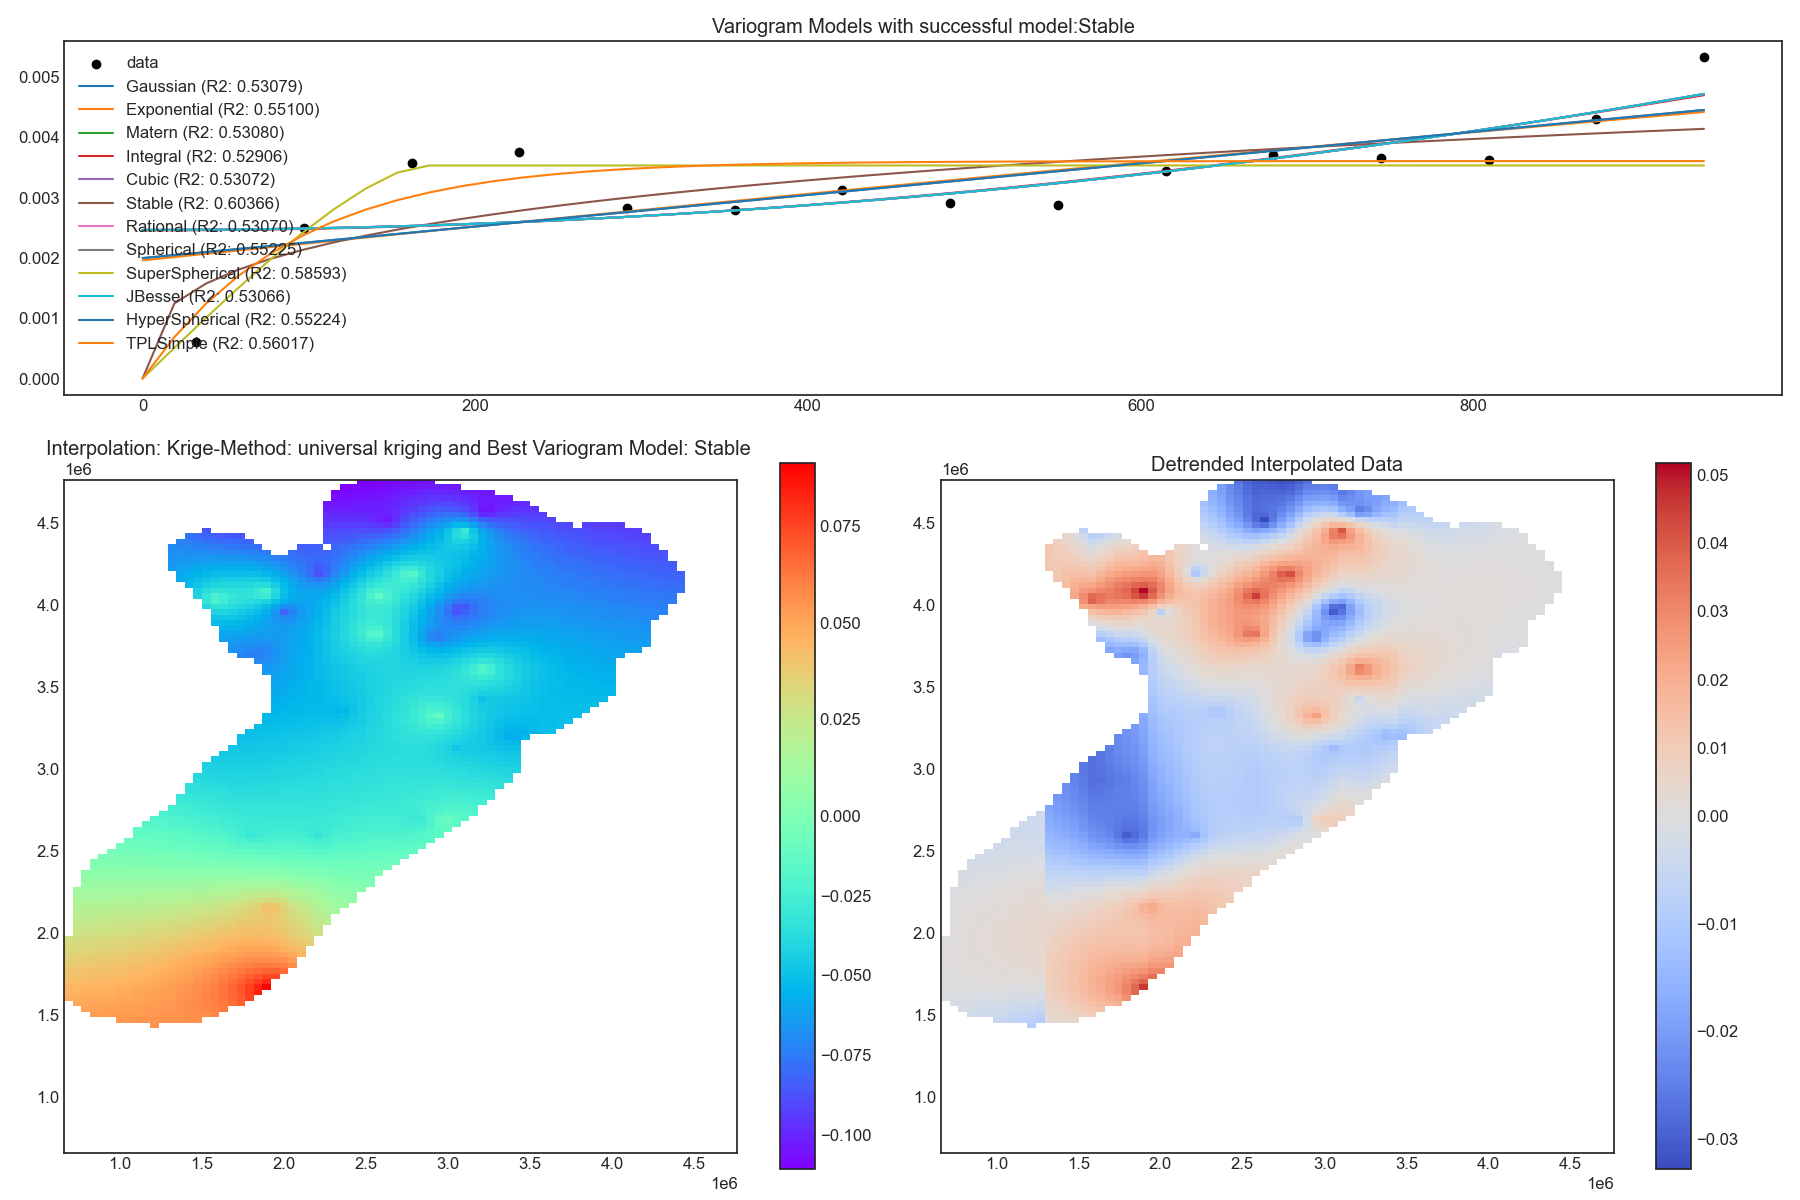 Variogram Models with successful model:Stable
data
Gaussian (R2: 0.53079)
Exponential (R2: 0.55100)
Matern (R2: 0.53080)
Integral (R2: 0.52906)
Cubic (R2: 0.53072)
Stable (R2: 0.60366)
Rational (R2: 0.53070)
Spherical (R2: 0.55225)
SuperSpherical (R2: 0.58593)
JBessel (R2: 0.53066)
HyperSpherical (R2: 0.55224)
TPLSimple (R2: 0.56017)
0.005
0.004
0.003
0.002
0.001
0.000
0 200 400 600 800
Interpolation: Krige-Method: universal kriging and Best Variogram Model: Stable
1e6
4.5
4.0
3.5
3.0
2.5
2.0
1.5
1.0
1.0 1.5 2.0 2.5 3.0 3.5 4.0 4.5
1e6
0.075
0.050
0.025
0.000
−0.025
−0.050
−0.075
−0.100
Detrended Interpolated Data
1e6
4.5
4.0
3.5
3.0
2.5
2.0
1.5
1.0
1.0 1.5 2.0 2.5 3.0 3.5 4.0 4.5
1e6
0.05
0.04
0.03
0.02
0.01
0.00
−0.01
−0.02
−0.03